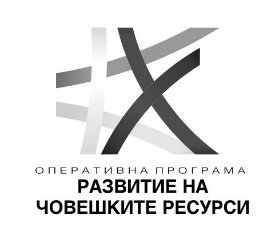 ОПЕРАТИВНА ПРОГРАМА
РАЗВИТИЕ НА
ЧОВЕШКИТЕ РЕСУРСИ